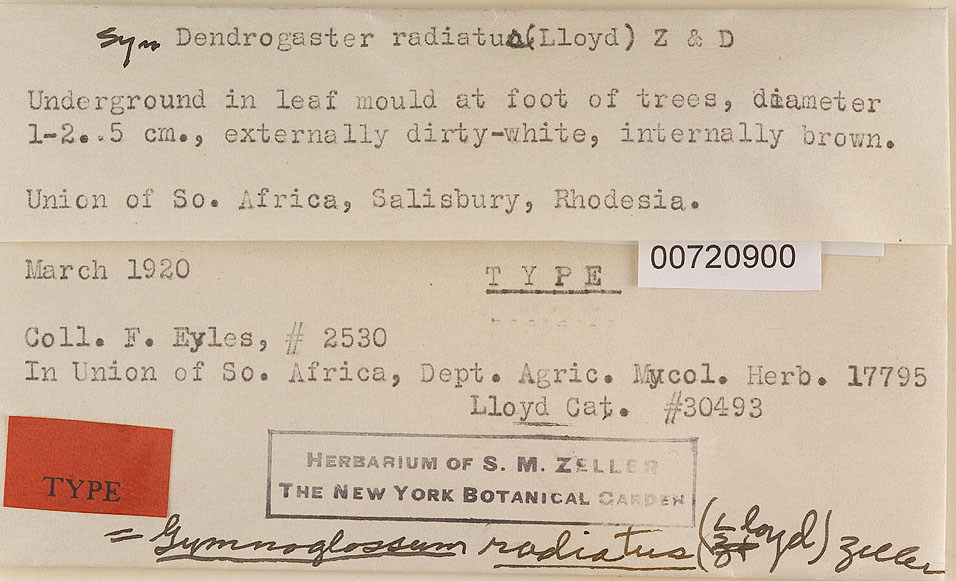 Syn Dendrogaster radiatus (Lloyd) Z & D
Underground in leaf mould at foot of trees, diameter
1-2..5 cm., externally dirty-white, internally brown.
Union of So. Africa, Salisbury, Rhodesia.
00720900
March 1920 TYPE
Coll. F. Eyles, # 2530
In Union of So. Africa, Dept. Agric. Mycol. Herb. 17795
Lloyd Cat. #30493
TYPE
HERBARIUM OF S. M. ZELLER
THE NEW YORK BOTANICAL GARDEN
= Gymnoglossum radiatus (Lloyd) Zeller